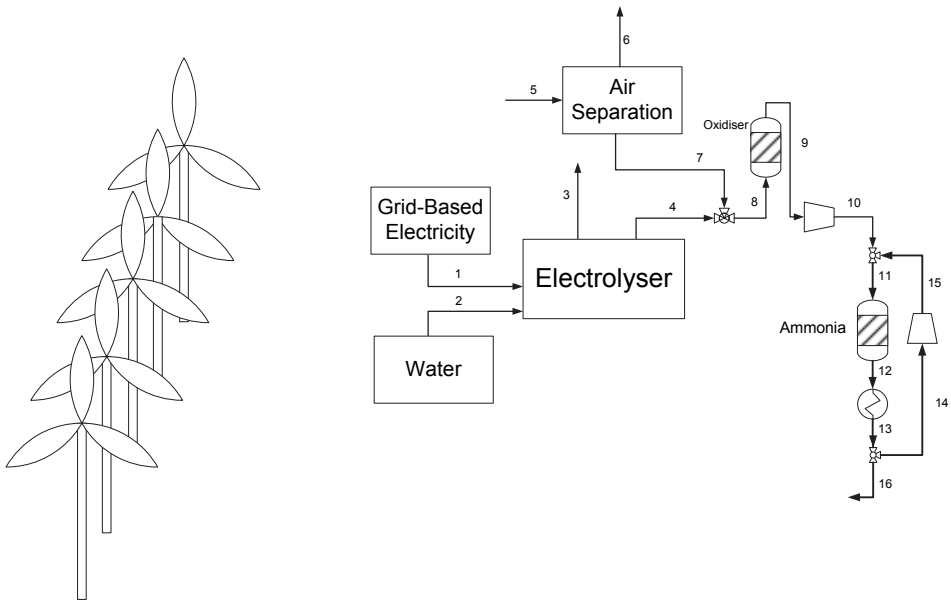 6
Air
Separation
5
Oxidiser
9
7
8
3
4
Grid-Based
Electricity
10
Electrolyser
1
2
11
15
Ammonia
Water
12
14
13
16